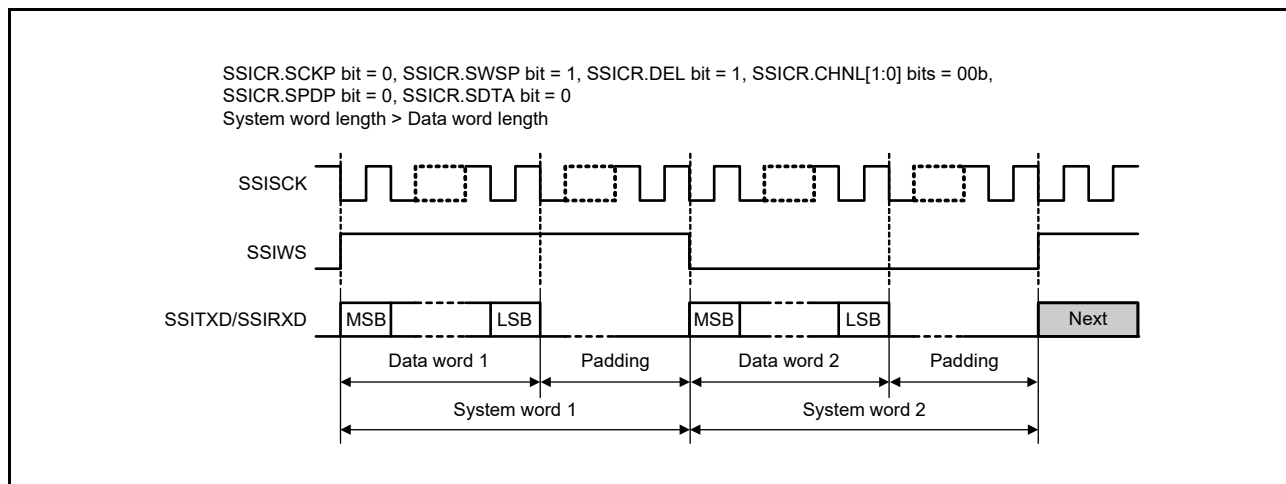 SSICR.SCKP bit = 0, SSICR.SWSP bit = 1, SSICR.DEL bit = 1, SSICR.CHNL[1:0] bits = 00b,
SSICR.SPDP bit = 0, SSICR.SDTA bit = 0
System word length > Data word length
SSISCK
SSIWS
SSITXD/SSIRXD MSB LSB MSB LSB Next
Data word 1 Padding Data word 2 Padding
System word 1 System word 2